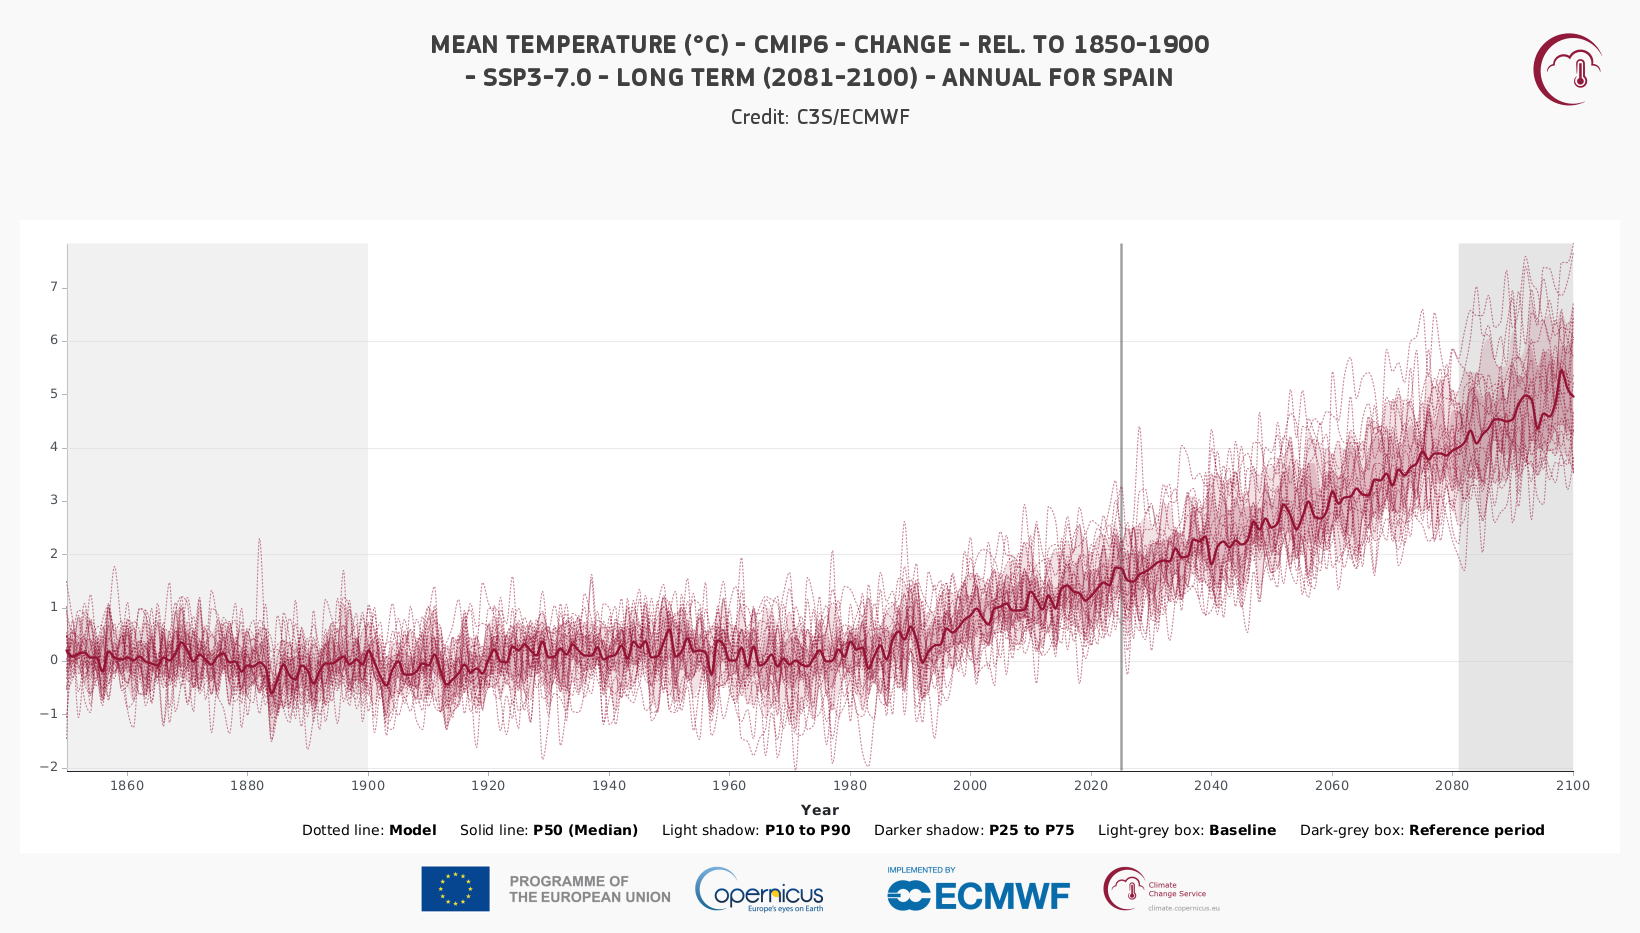 MEAN TEMPERATURE (°C) - CMIP6 - CHANGE - REL. TO 1850-1900
- SSP3-7.0 - LONG TERM (2081-2100) - ANNUAL FOR SPAIN
Credit: C3S/ECMWF
7
6
5
4
3
2
1
0
−1
−2
1860 1880 1900 1920 1940 1960 1980 2000 2020 2040 2060 2080 2100
Year
Dotted line: Model Solid line: P50 (Median) Light shadow: P10 to P90 Darker shadow: P25 to P75 Light-grey box: Baseline Dark-grey box: Reference period
PROGRAMME OF
THE EUROPEAN UNION
opernicus
Europe's eyes on Earth
IMPLEMENTED BY
ECMWF
Climate
Change Service
climate.copernicus.eu